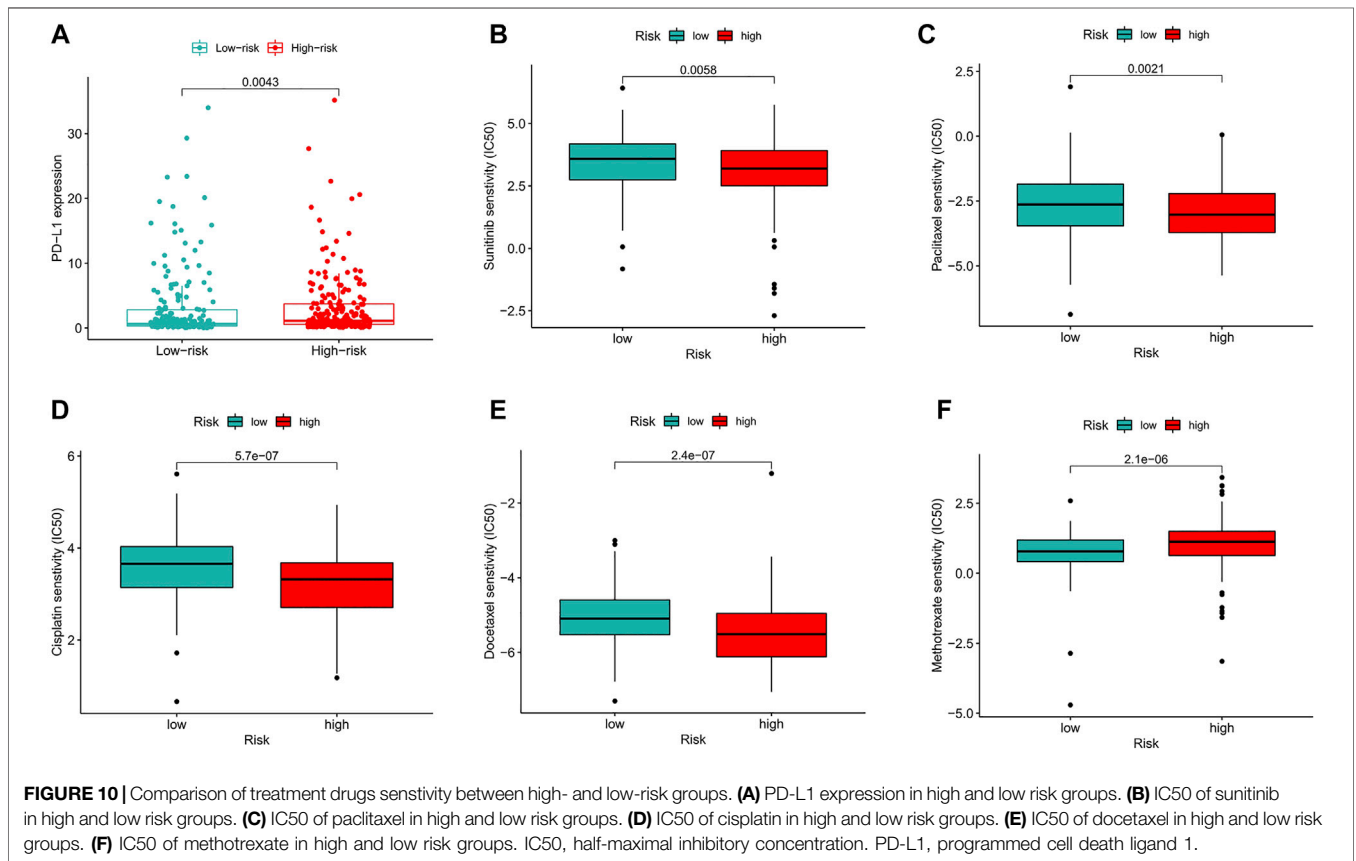 A
Low-risk High-risk
0.0043
PD-L1 expression
30
20
10
0
Low-risk High-risk
B
Risk low high
0.0058
Sunitinib senstivity (IC50)
5.0
2.5
0.0
−2.5
low high
Risk
C
Risk low high
0.0021
Paclitaxel senstivity (IC50)
2.5
0.0
−2.5
−5.0
low high
Risk
D
Risk low high
5.7e-07
Cisplatin senstivity (IC50)
6
4
2
low high
Risk
E
Risk low high
2.4e-07
Docetaxel senstivity (IC50)
−2
−4
−6
low high
Risk
F
Risk low high
2.1e-06
Methotrexate senstivity (IC50)
2.5
0.0
−2.5
−5.0
low high
Risk
FIGURE 10 | Comparison of treatment drugs senstivity between high- and low-risk groups. (A) PD-L1 expression in high and low risk groups. (B) IC50 of sunitinib
in high and low risk groups. (C) IC50 of paclitaxel in high and low risk groups. (D) IC50 of cisplatin in high and low risk groups. (E) IC50 of docetaxel in high and low risk
groups. (F) IC50 of methotrexate in high and low risk groups. IC50, half-maximal inhibitory concentration. PD-L1, programmed cell death ligand 1.